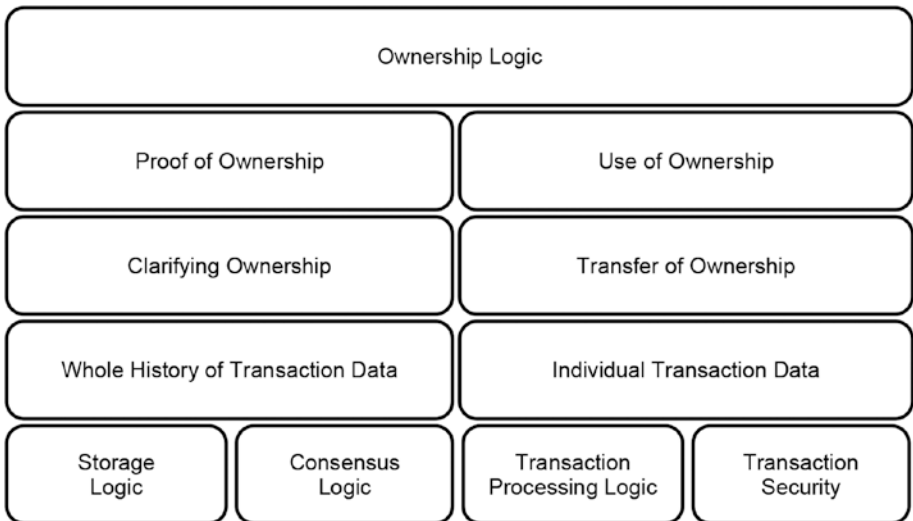 Ownership Logic
Proof of Ownership
Use of Ownership
Clarifying Ownership
Transfer of Ownership
Whole History of Transaction Data
Individual Transaction Data
Storage
Logic
Consensus
Logic
Transaction
Processing Logic
Transaction
Security